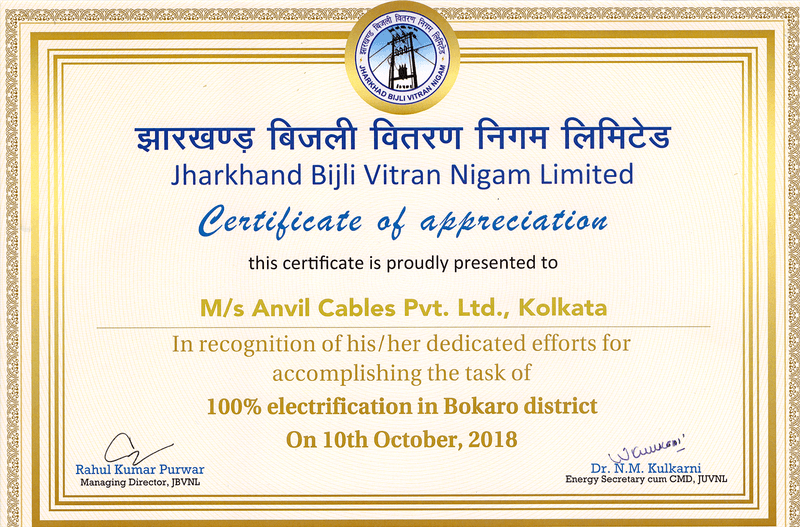 झारखण्ड बिजली वितरण निगम लिमिटेड
JHARKHAD BIJLI VITRAN NIGAM
झारखण्ड बिजली वितरण निगम लिमिटेड
Jharkhand Bijli Vitran Nigam Limited
Certificate of appreciation
this certificate is proudly presented to
M/s Anvil Cables Pvt. Ltd., Kolkata
In recognition of his/her dedicated efforts for
accomplishing the task of
100% electrification in Bokaro district
On 10th October, 2018
Rahul Kumar Purwar
Managing Director, JBVNL
Dr. N.M. Kulkarni
Energy Secretary cum CMD, JUVNL